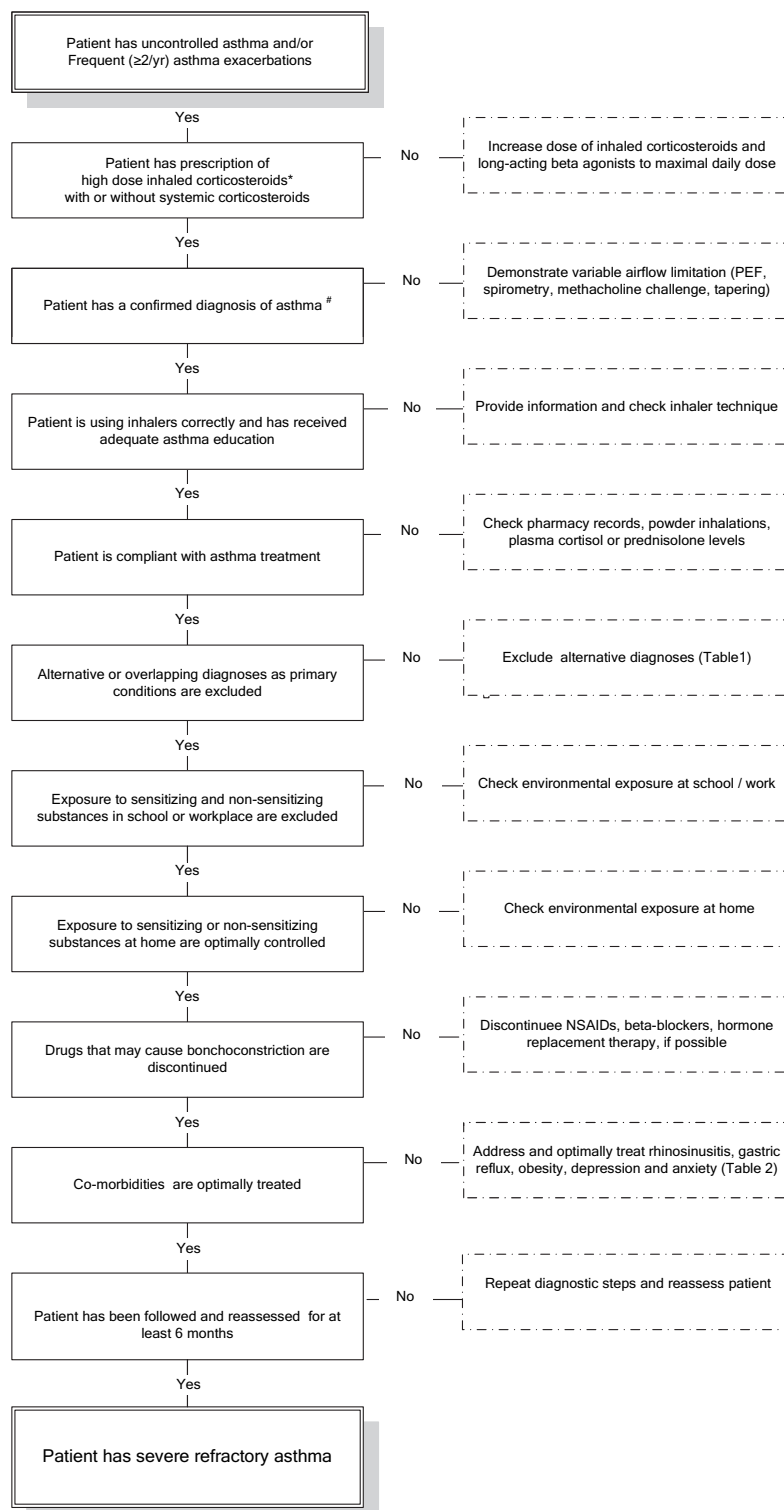 Patient has uncontrolled asthma and/or
Frequent (≥2/yr) asthma exacerbations
Yes
Patient has prescription of
high dose inhaled corticosteroids*
with or without systemic corticosteroids
No
Increase dose of inhaled corticosteroids and
long-acting beta agonists to maximal daily dose
Yes
Patient has a confirmed diagnosis of asthma #
No
Demonstrate variable airflow limitation (PEF,
spirometry, methacholine challenge, tapering)
Yes
Patient is using inhalers correctly and has received
adequate asthma education
No
Provide information and check inhaler technique
Yes
Patient is compliant with asthma treatment
No
Check pharmacy records, powder inhalations,
plasma cortisol or prednisolone levels
Yes
Alternative or overlapping diagnoses as primary
conditions are excluded
No
Exclude alternative diagnoses (Table1)
Yes
Exposure to sensitizing and non-sensitizing
substances in school or workplace are excluded
No
Check environmental exposure at school / work
Yes
Exposure to sensitizing or non-sensitizing
substances at home are optimally controlled
No
Check environmental exposure at home
Yes
Drugs that may cause bonchoconstriction are
discontinued
No
Discontinuee NSAIDs, beta-blockers, hormone
replacement therapy, if possible
Yes
Co-morbidities are optimally treated
No
Address and optimally treat rhinosinusitis, gastric
reflux, obesity, depression and anxiety (Table 2)
Yes
Patient has been followed and reassessed for at
least 6 months
No
Repeat diagnostic steps and reassess patient
Yes
Patient has severe refractory asthma